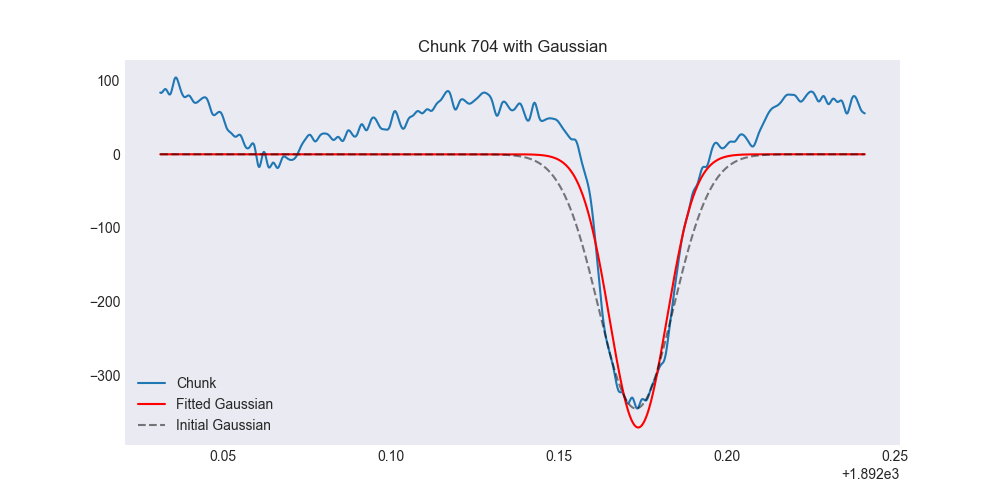 Chunk 704 with Gaussian
100
0
−100
−200
−300
Chunk
Fitted Gaussian
Initial Gaussian
0.05 0.10 0.15 0.20 0.25
+1.892e3